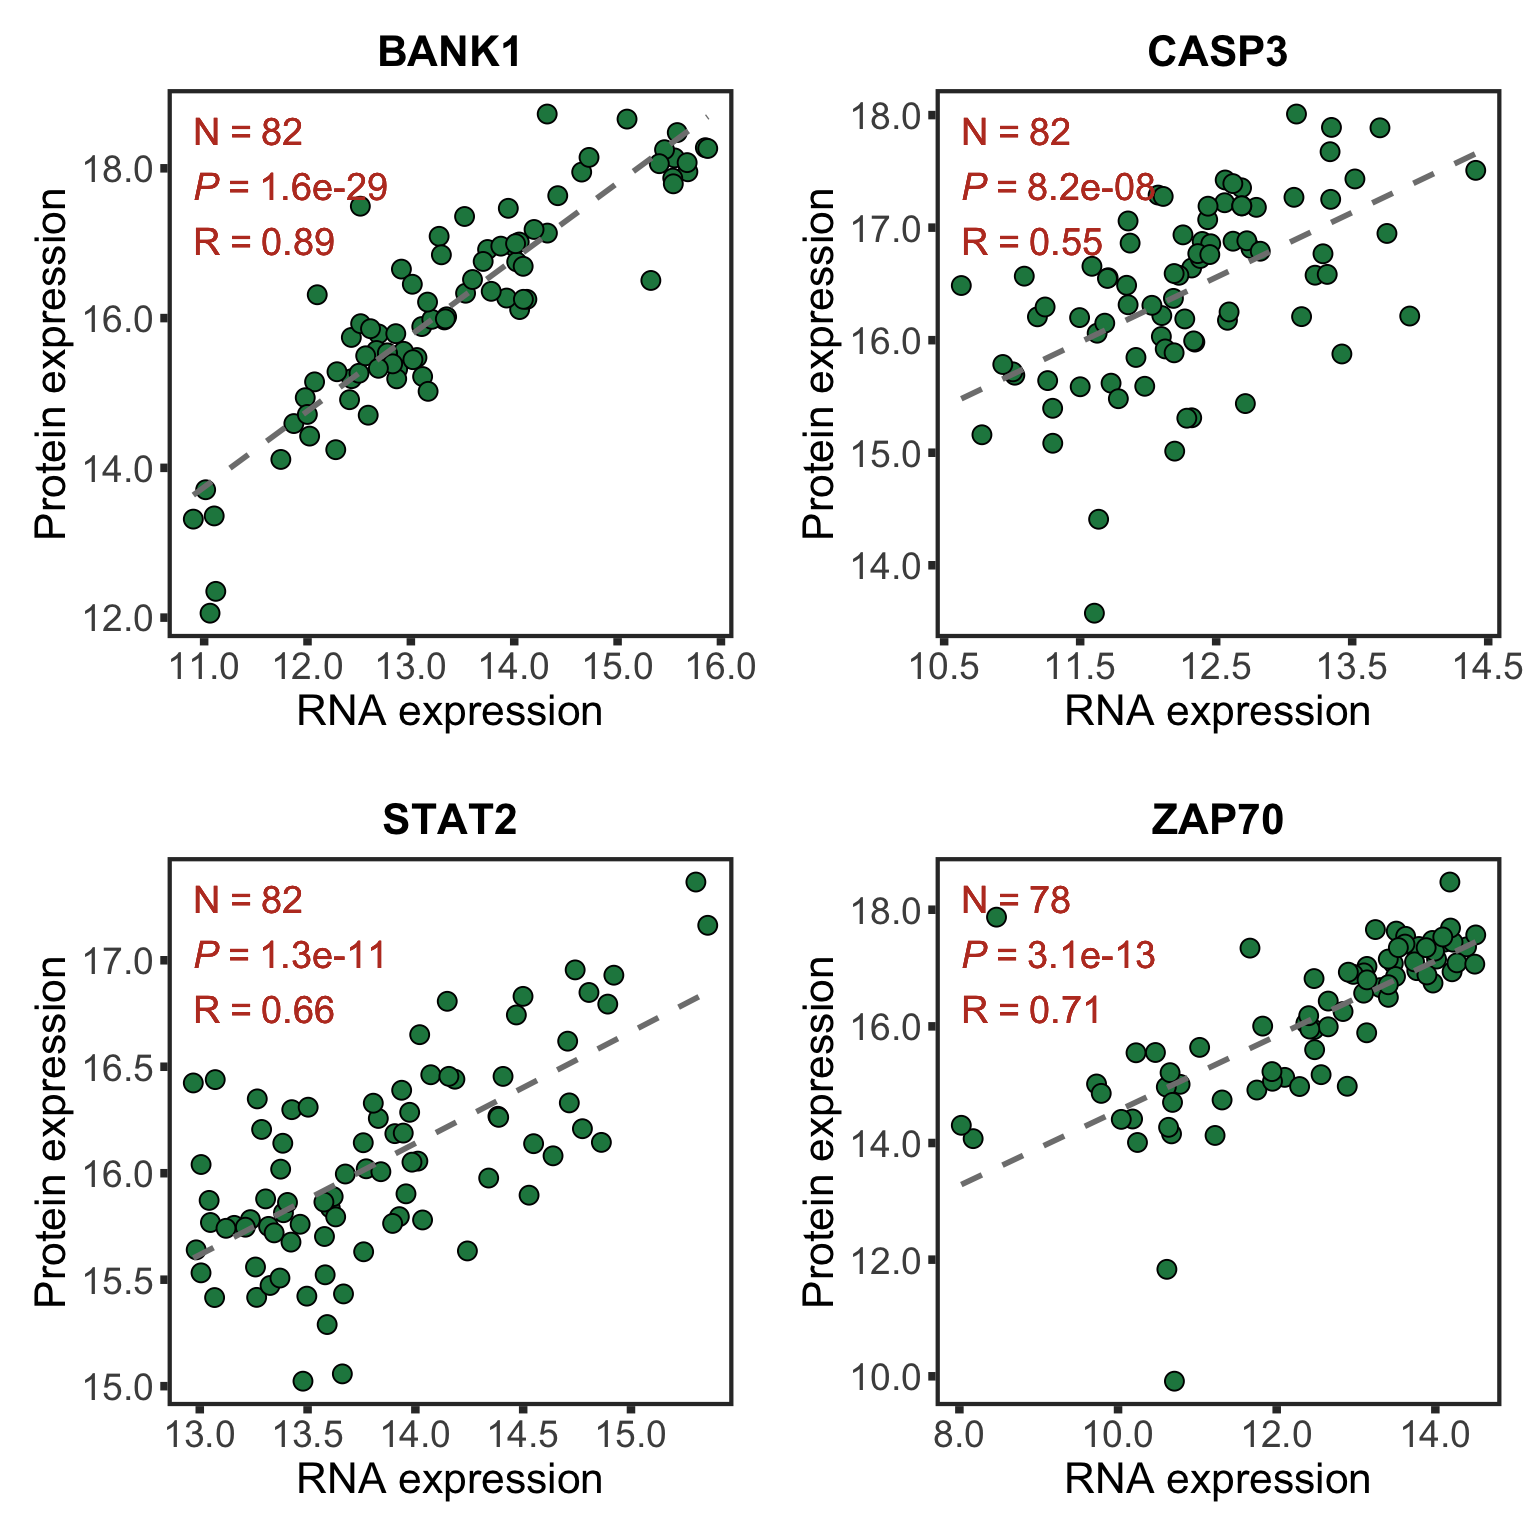 BANK1
N = 82
P = 1.6e-29
R = 0.89
Protein expression
18.0
16.0
14.0
12.0
11.0 12.0 13.0 14.0 15.0 16.0
RNA expression
CASP3
N = 82
P = 8.2e-08
R = 0.55
Protein expression
18.0
17.0
16.0
15.0
14.0
10.5 11.5 12.5 13.5 14.5
RNA expression
STAT2
N = 82
P = 1.3e-11
R = 0.66
Protein expression
17.0
16.5
16.0
15.5
15.0
13.0 13.5 14.0 14.5 15.0
RNA expression
ZAP70
N = 78
P = 3.1e-13
R = 0.71
Protein expression
18.0
16.0
14.0
12.0
10.0
8.0 10.0 12.0 14.0
RNA expression